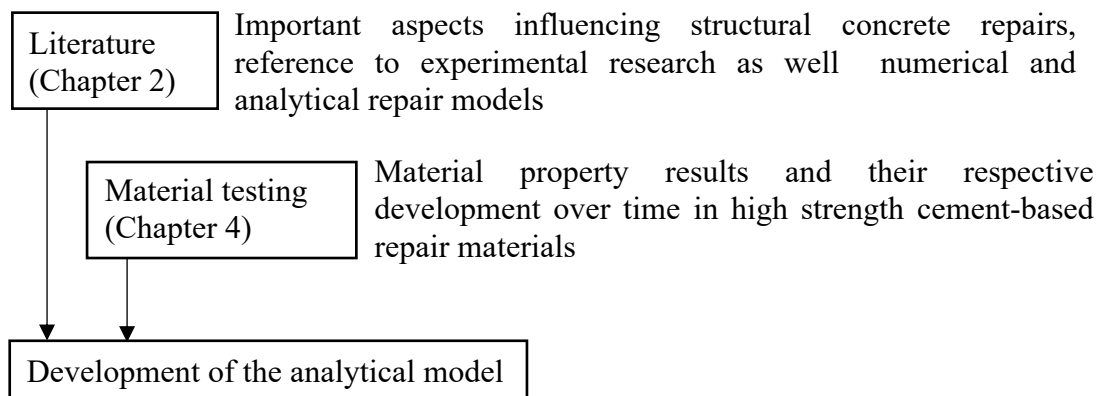 Literature
(Chapter 2)
Important aspects influencing structural concrete repairs,
reference to experimental research as well numerical and
analytical repair models
Material testing
(Chapter 4)
Material property results and their respective
development over time in high strength cement-based
repair materials
Development of the analytical model